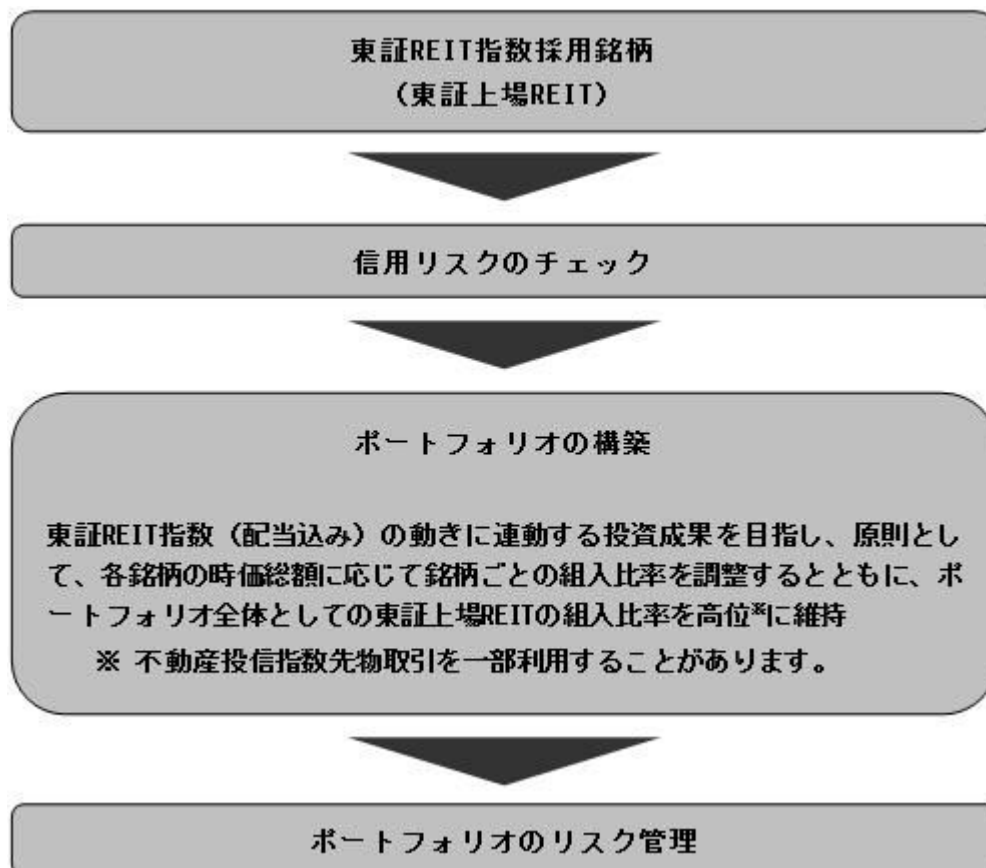 東証REIT指数採用銘柄
(東証上場REIT)
信用リスクのチェック
ポートフォリオの構築
東証REIT指数(配当込み)の動きに連動する投資成果を目指し、原則とし
て、各銘柄の時価総額に応じて銘柄ごとの組入比率を調整するとともに、ポ
ートフォリオ全体としての東証上場REITの組入比率を高位※に維持
※ 不動産投信指数先物取引を一部利用することがあります。
ポートフォリオのリスク管理